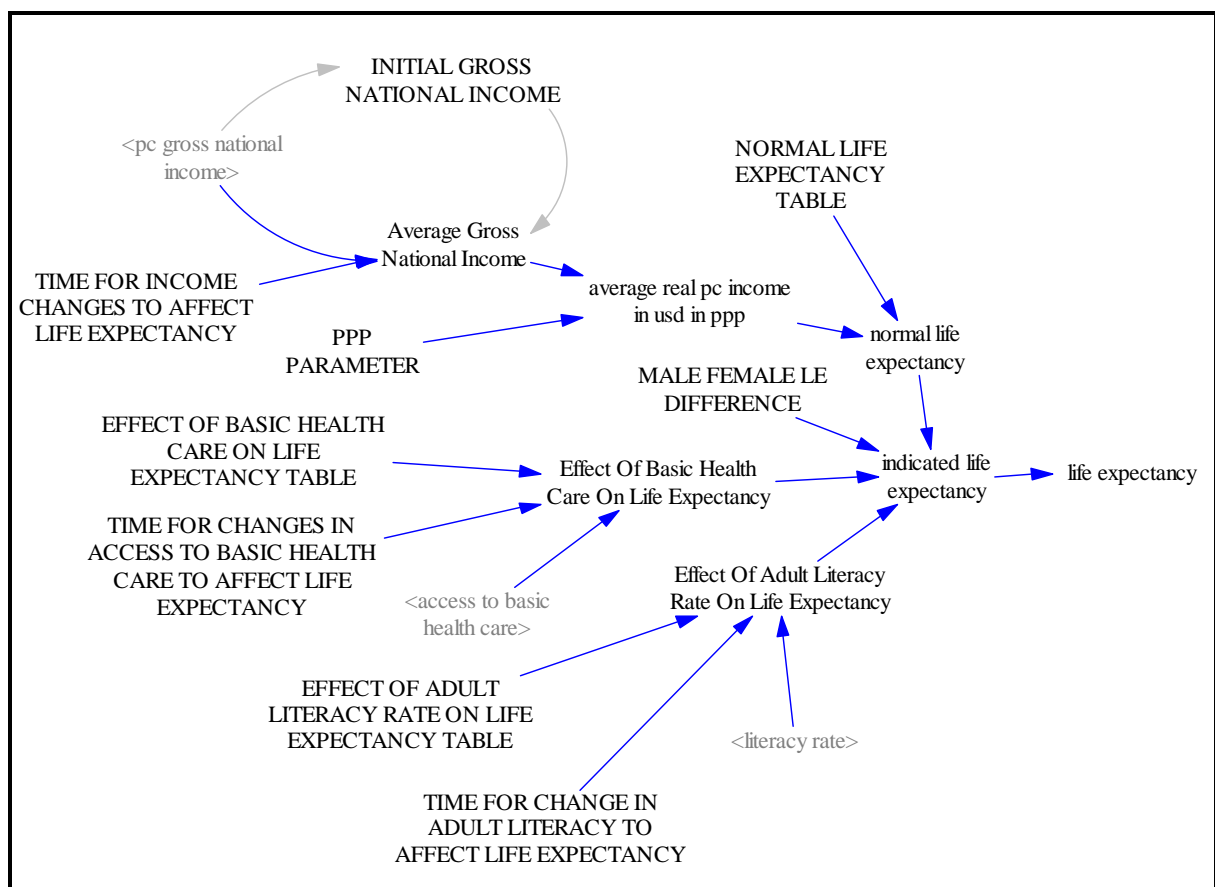 INITIAL GROSS
NATIONAL INCOME
<pc gross national
income>
NORMAL LIFE
EXPECTANCY
TABLE
Average Gross
National Income
TIME FOR INCOME
CHANGES TO AFFECT
LIFE EXPECTANCY
average real pc income
in usd in ppp
PPP
PARAMETER
normal life
expectancy
MALE FEMALE LE
DIFFERENCE
EFFECT OF BASIC HEALTH
CARE ON LIFE
EXPECTANCY TABLE
Effect Of Basic Health
Care On Life Expectancy
indicated life
expectancy
life expectancy
TIME FOR CHANGES IN
ACCESS TO BASIC HEALTH
CARE TO AFFECT LIFE
EXPECTANCY
<access to basic
health care>
Effect Of Adult Literacy
Rate On Life Expectancy
EFFECT OF ADULT
LITERACY RATE ON LIFE
EXPECTANCY TABLE
<literacy rate>
TIME FOR CHANGE IN
ADULT LITERACY TO
AFFECT LIFE EXPECTANCY